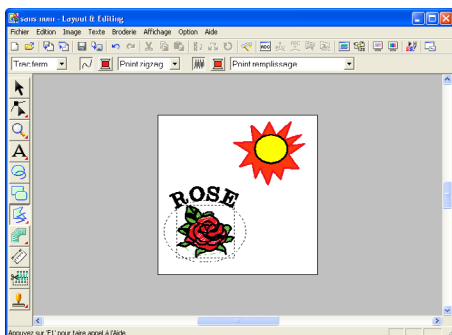 sans nom - Layout & Editing
Fichier Edition Image Texte Broderie Affichage Option Aide
Trac.ferm Point zigzag Point remplissage
A
ROSE
Appuyez sur 'F1' pour faire appel à l'Aide